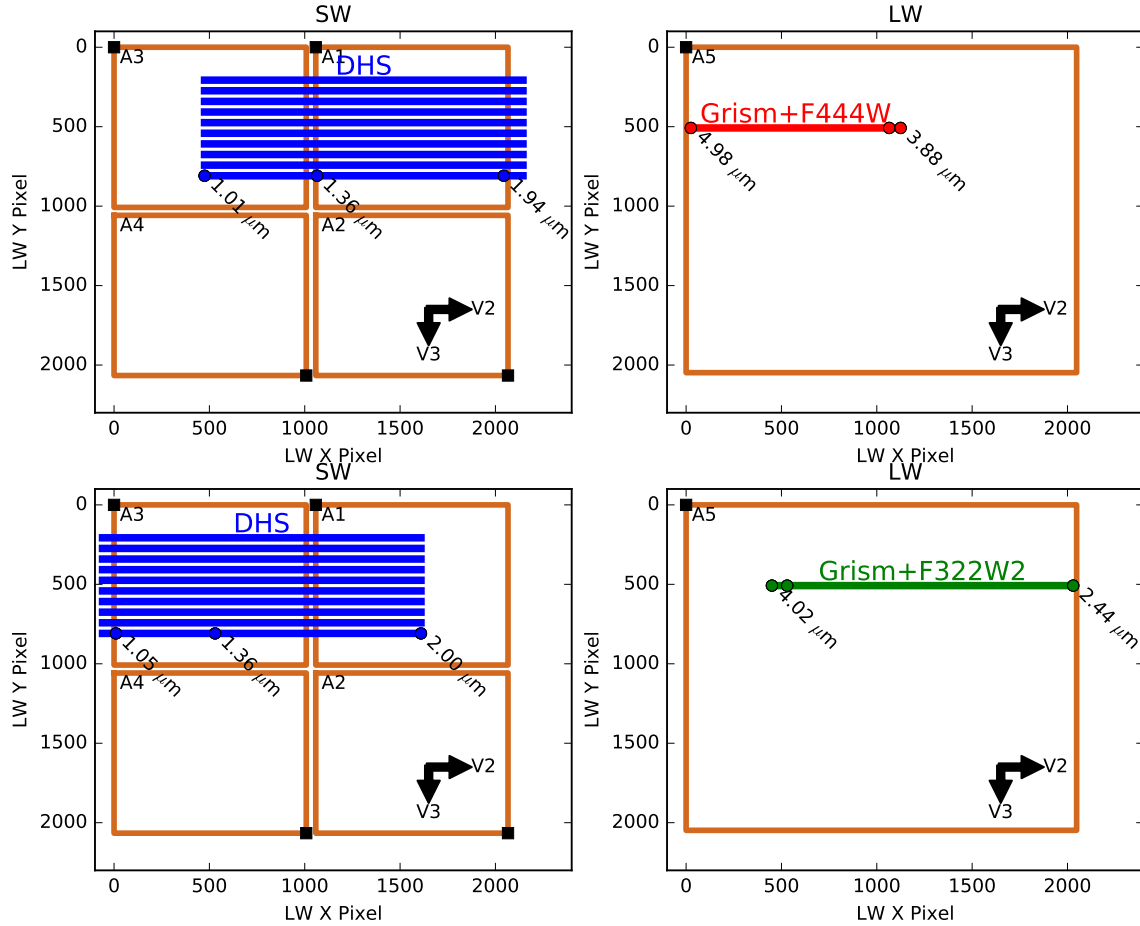 SW
0
500
1000
1500
2000
LW Y Pixel
A3
A1
DHS
1.01 μm
1.36 μm
1.94 μm
A4
A2
V2
V3
0
500
1000
1500
2000
LW X Pixel
LW
0
500
1000
1500
2000
LW Y Pixel
A5
Grism+F444W
4.98 μm
3.88 μm
V2
V3
0
500
1000
1500
2000
LW X Pixel
SW
0
500
1000
1500
2000
LW Y Pixel
A3
A1
DHS
1.05 μm
1.36 μm
2.00 μm
A4
A2
V2
V3
0
500
1000
1500
2000
LW X Pixel
LW
0
500
1000
1500
2000
LW Y Pixel
A5
Grism+F322W2
4.02 μm
2.44 μm
V2
V3
0
500
1000
1500
2000
LW X Pixel